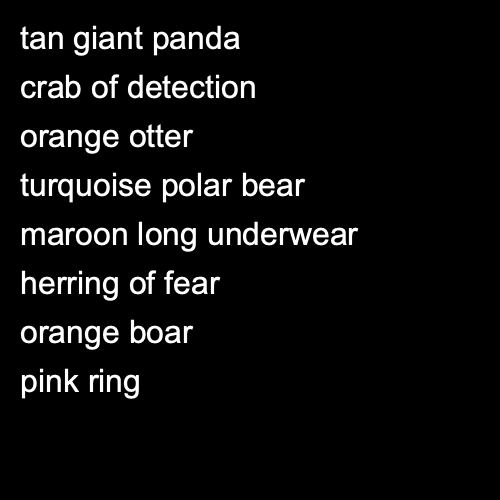 tan giant panda
crab of detection
orange otter
turquoise polar bear
maroon long underwear
herring of fear
orange boar
pink ring